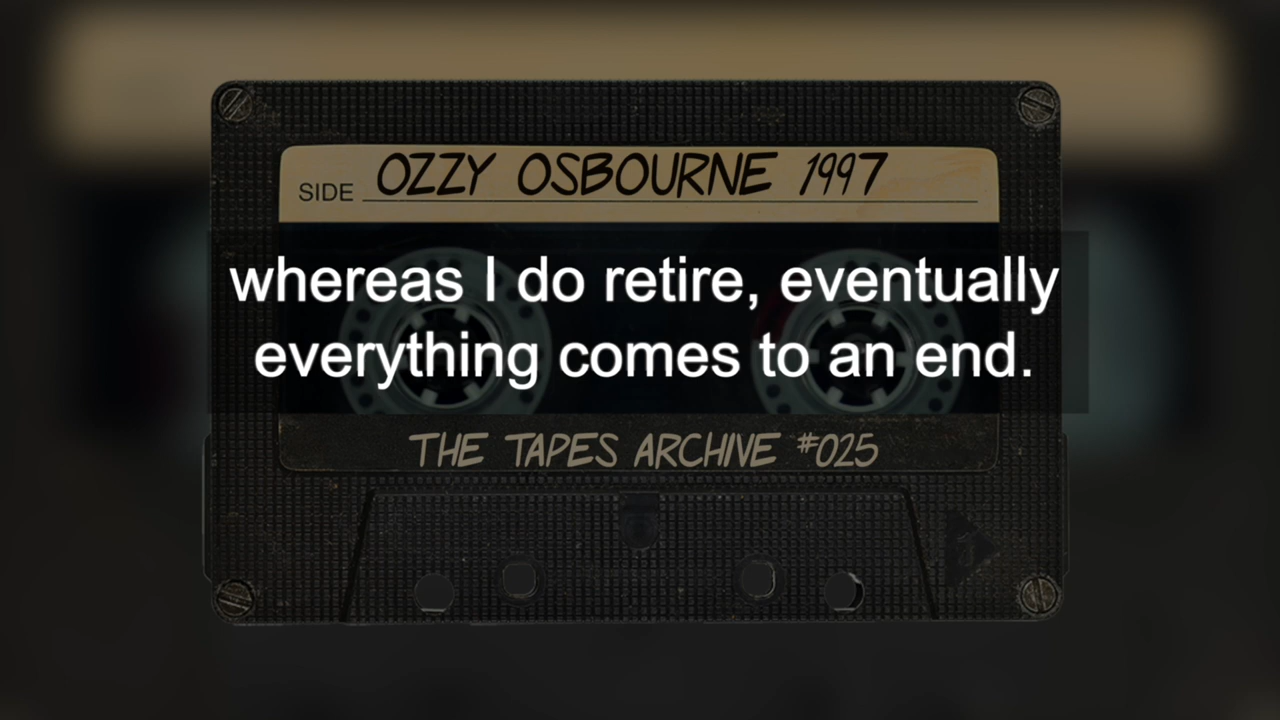 OZZY OSBOURNE 1997
SIDE
whereas I do retire, eventually
everything comes to an end.
THE TAPES ARCHIVE #025